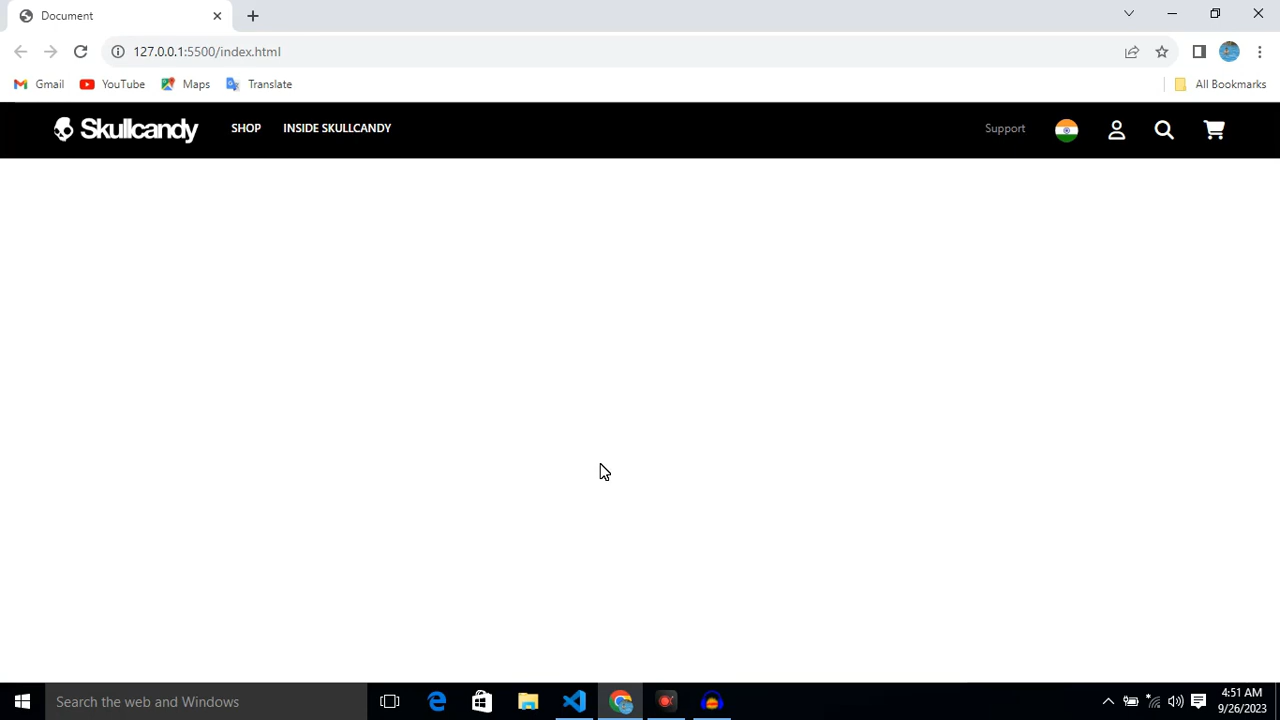 Document
127.0.0.1:5500/index.html
Gmail
YouTube
Maps
Translate
All Bookmarks
Skullcandy
SHOP
INSIDE SKULLCANDY
Support
Search the web and Windows
4:51 AM
9/26/2023